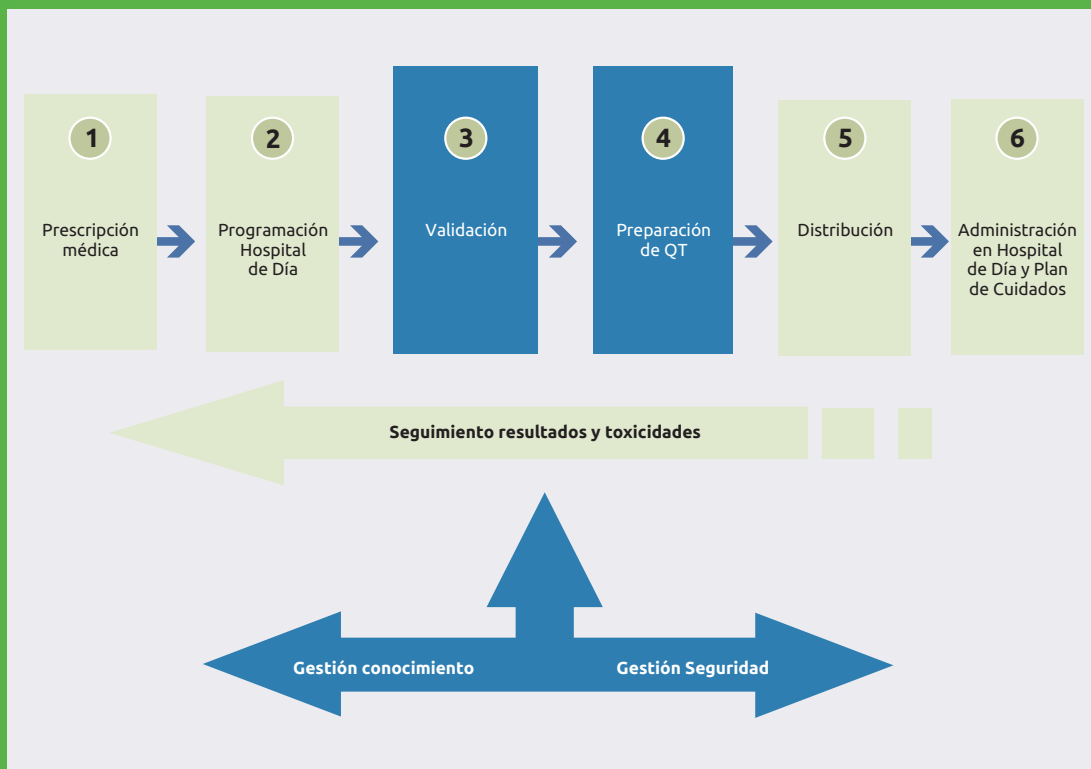 1
Prescripción
médica
2
Programación
Hospital
de Día
3
Validación
4
Preparación
de QT
5
Distribución
6
Administración
en Hospital
de Día y Plan
de Cuidados
Seguimiento resultados y toxicidades
Gestión conocimiento
Gestión Seguridad